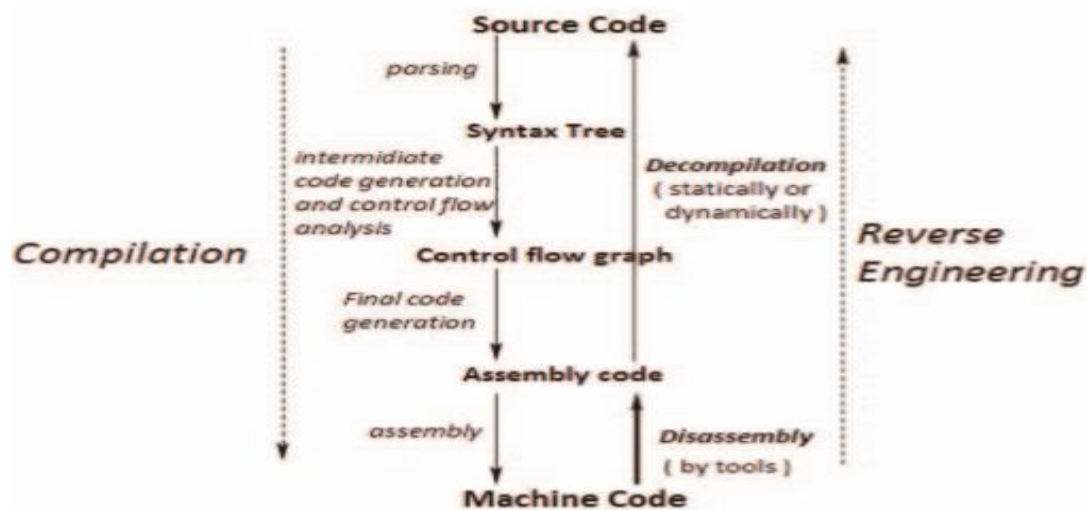 Source Code
parsing
Syntax Tree
intermidiate
code generation
and control flow
analysis
Decompilation
( statically or
dynamically )
Compilation
Control flow graph
Reverse
Engineering
Final code
generation
Assembly code
assembly
Disassembly
( by tools )
Machine Code